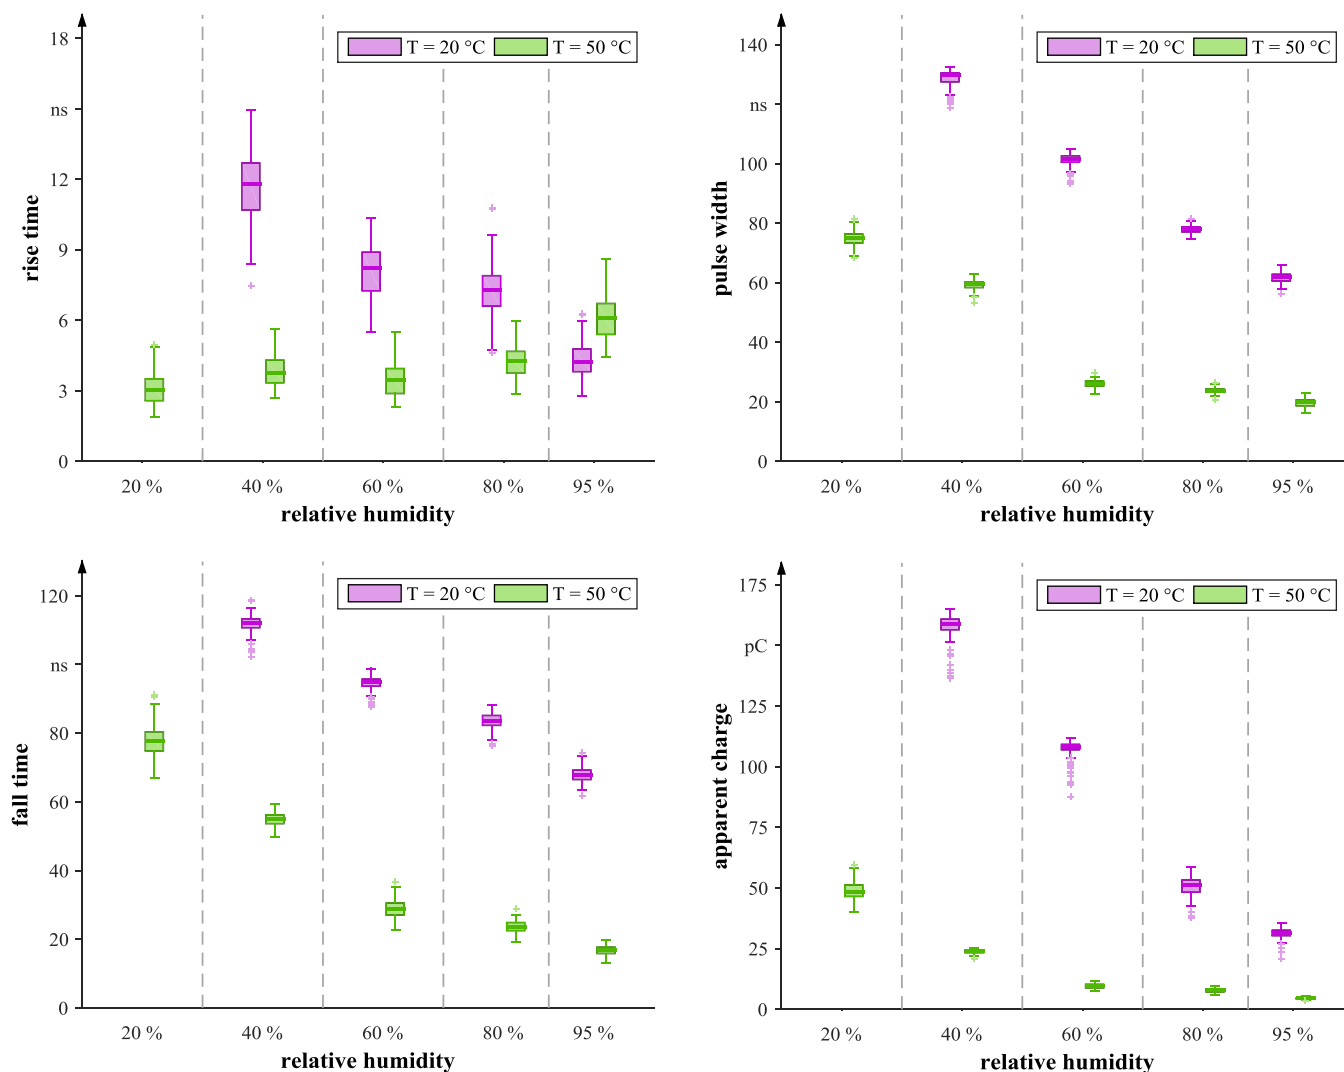 18
ns
12
9
6
3
0
rise time
T = 20 °C T = 50 °C
20 % 40 % 60 % 80 % 95 %
relative humidity
140
ns
100
80
60
40
20
0
pulse width
T = 20 °C T = 50 °C
20 % 40 % 60 % 80 % 95 %
relative humidity
120
ns
80
60
40
20
0
fall time
T = 20 °C T = 50 °C
20 % 40 % 60 % 80 % 95 %
relative humidity
175
pC
125
100
75
50
25
0
apparent charge
T = 20 °C T = 50 °C
20 % 40 % 60 % 80 % 95 %
relative humidity